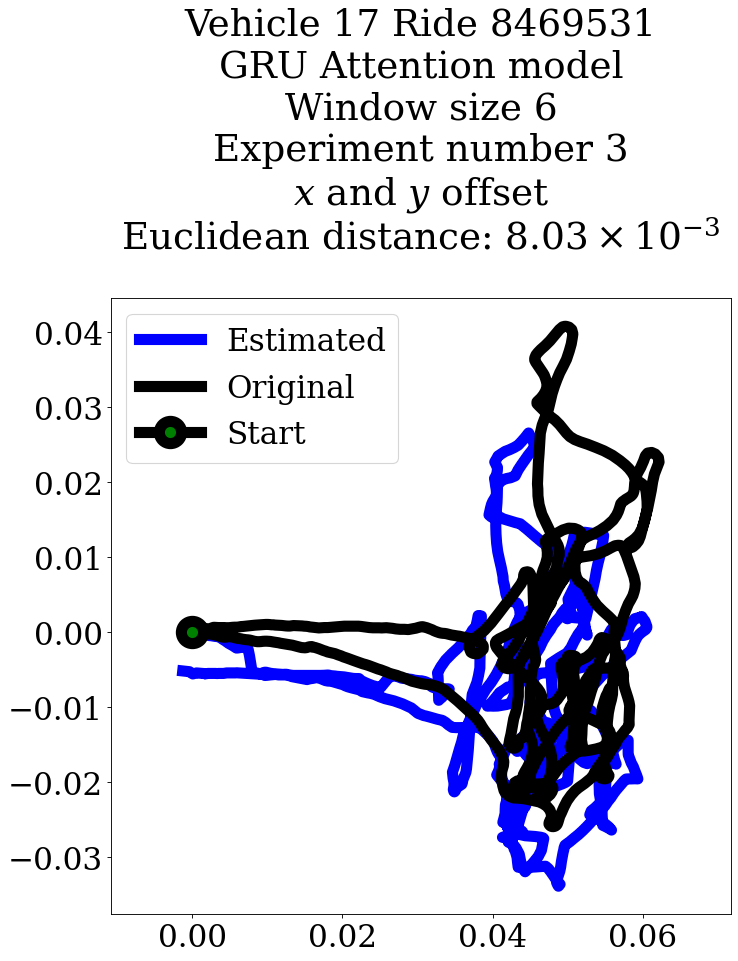 Vehicle 17 Ride 8469531
GRU Attention model
Window size 6
Experiment number 3
x and y offset
Euclidean distance: 8.03 × 10⁻³
Estimated
Original
Start
0.04
0.03
0.02
0.01
0.00
−0.01
−0.02
−0.03
0.00 0.02 0.04 0.06